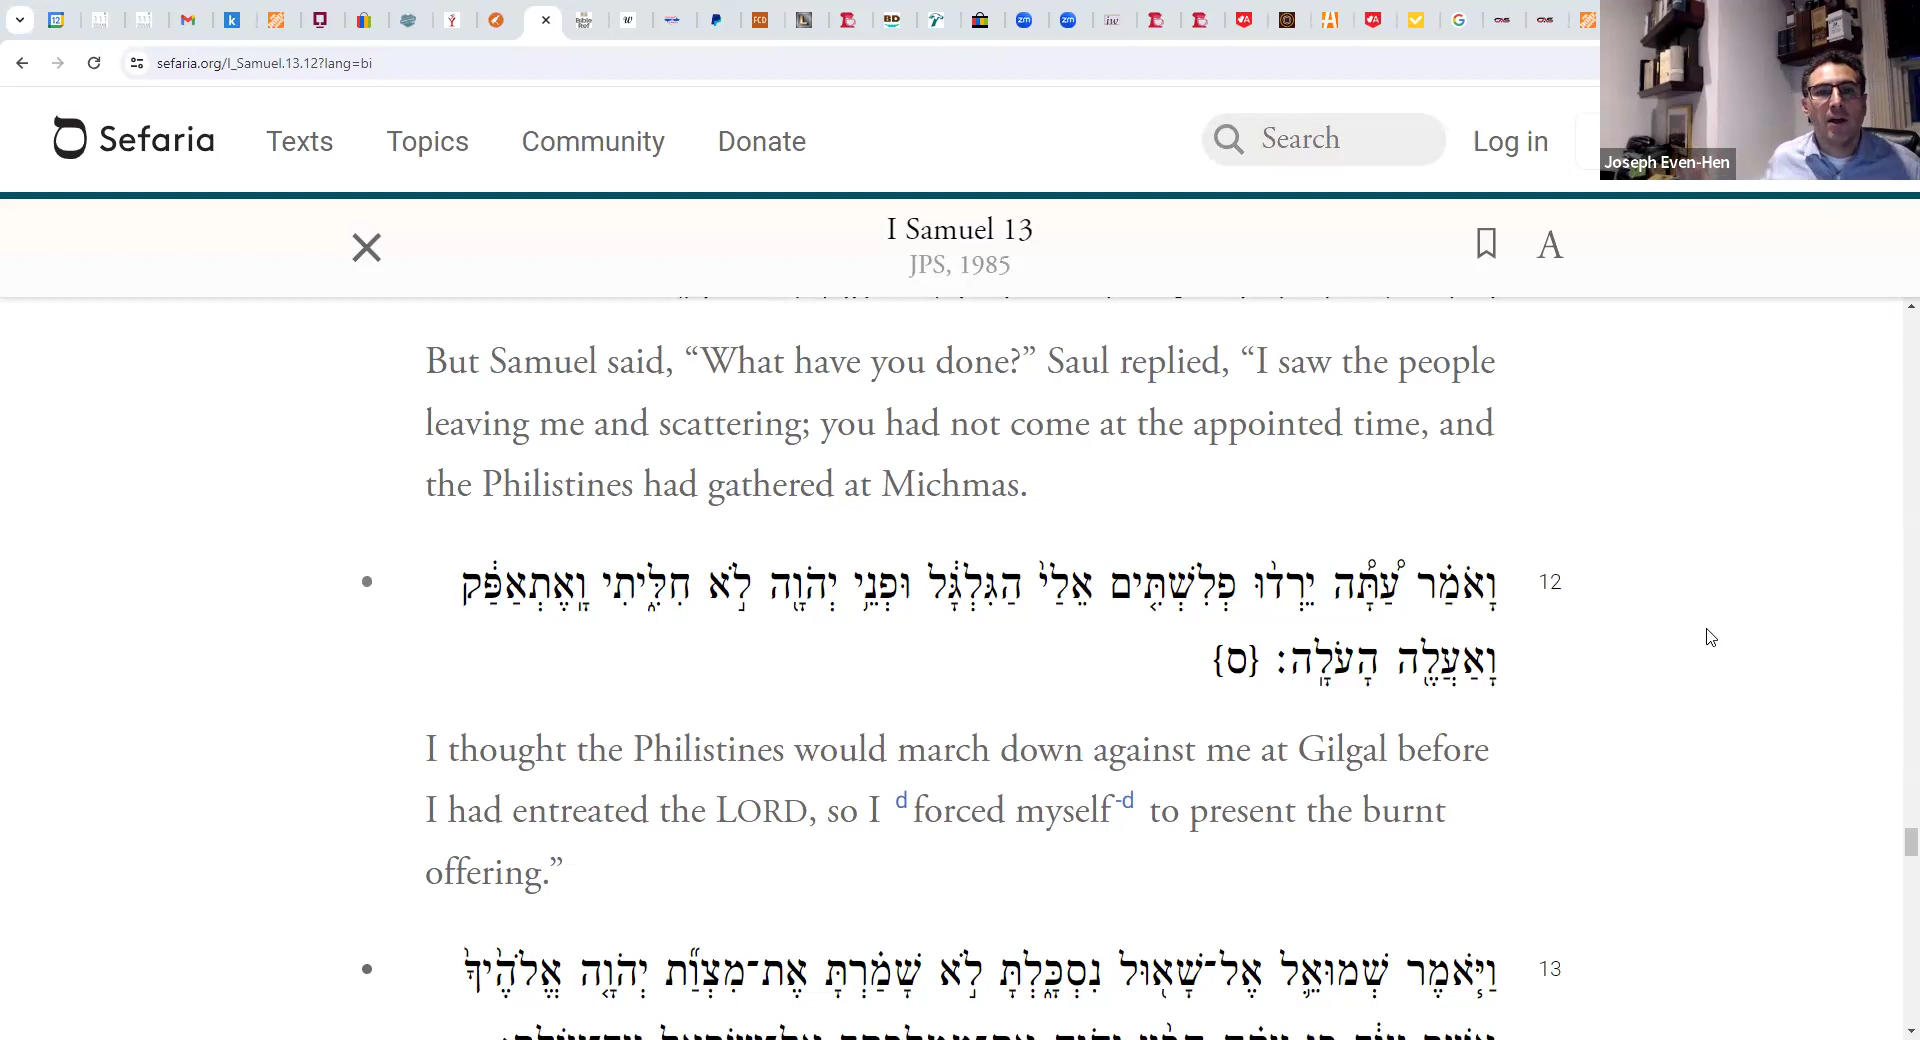 sefaria.org/I_Samuel.13.12?lang=bi
Sefaria Texts Topics Community Donate Search Log in
Joseph Even-Hen
I Samuel 13
JPS, 1985
A
But Samuel said, “What have you done?” Saul replied, “I saw the people
leaving me and scattering; you had not come at the appointed time, and
the Philistines had gathered at Michmas.
12
וָאֹמַ֗ר עַ֠תָּ֠ה יֵרְד֨וּ פְלִשְׁתִּ֤ים אֵלַי֙ הַגִּלְגָּ֔ל וּפְנֵ֥י יְהֹוָ֖ה לֹ֣א חִלִּ֑יתִי וָאֶ֨תְאַפַּ֔ק
וָאַעֲלֶ֖ה הָעֹלָֽה׃ {ס}
I thought the Philistines would march down against me at Gilgal before
I had entreated the LORD, so I d forced myself -d to present the burnt
offering.”
13
וַיֹּ֧אמֶר שְׁמוּאֵ֛ל אֶל־שָׁא֖וּל נִסְכָּ֑לְתָּ לֹ֣א שָׁמַ֗רְתָּ אֶת־מִצְוַ֞ת יְהֹוָ֤ה אֱלֹהֶ֙יךָ֙